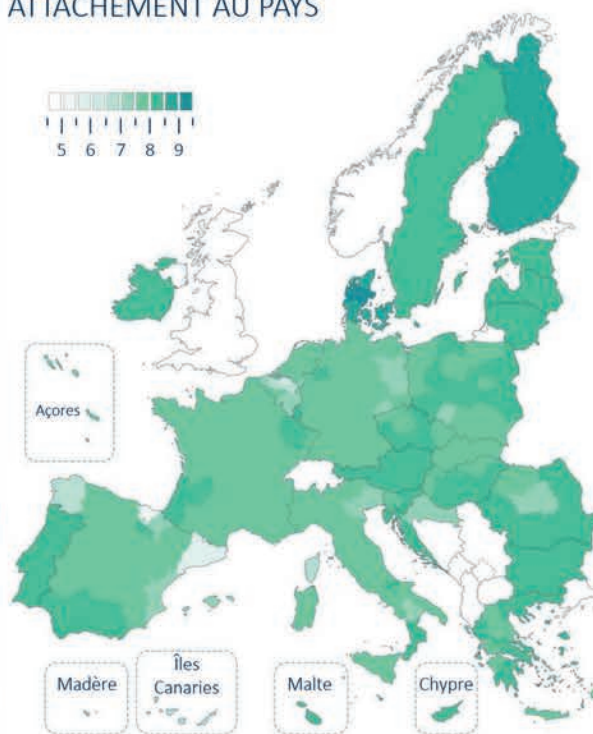 ATTACHEMENT AU PAYS
5 6 7 8 9
Açores
Madère
Îles
Canaries
Malte
Chypre